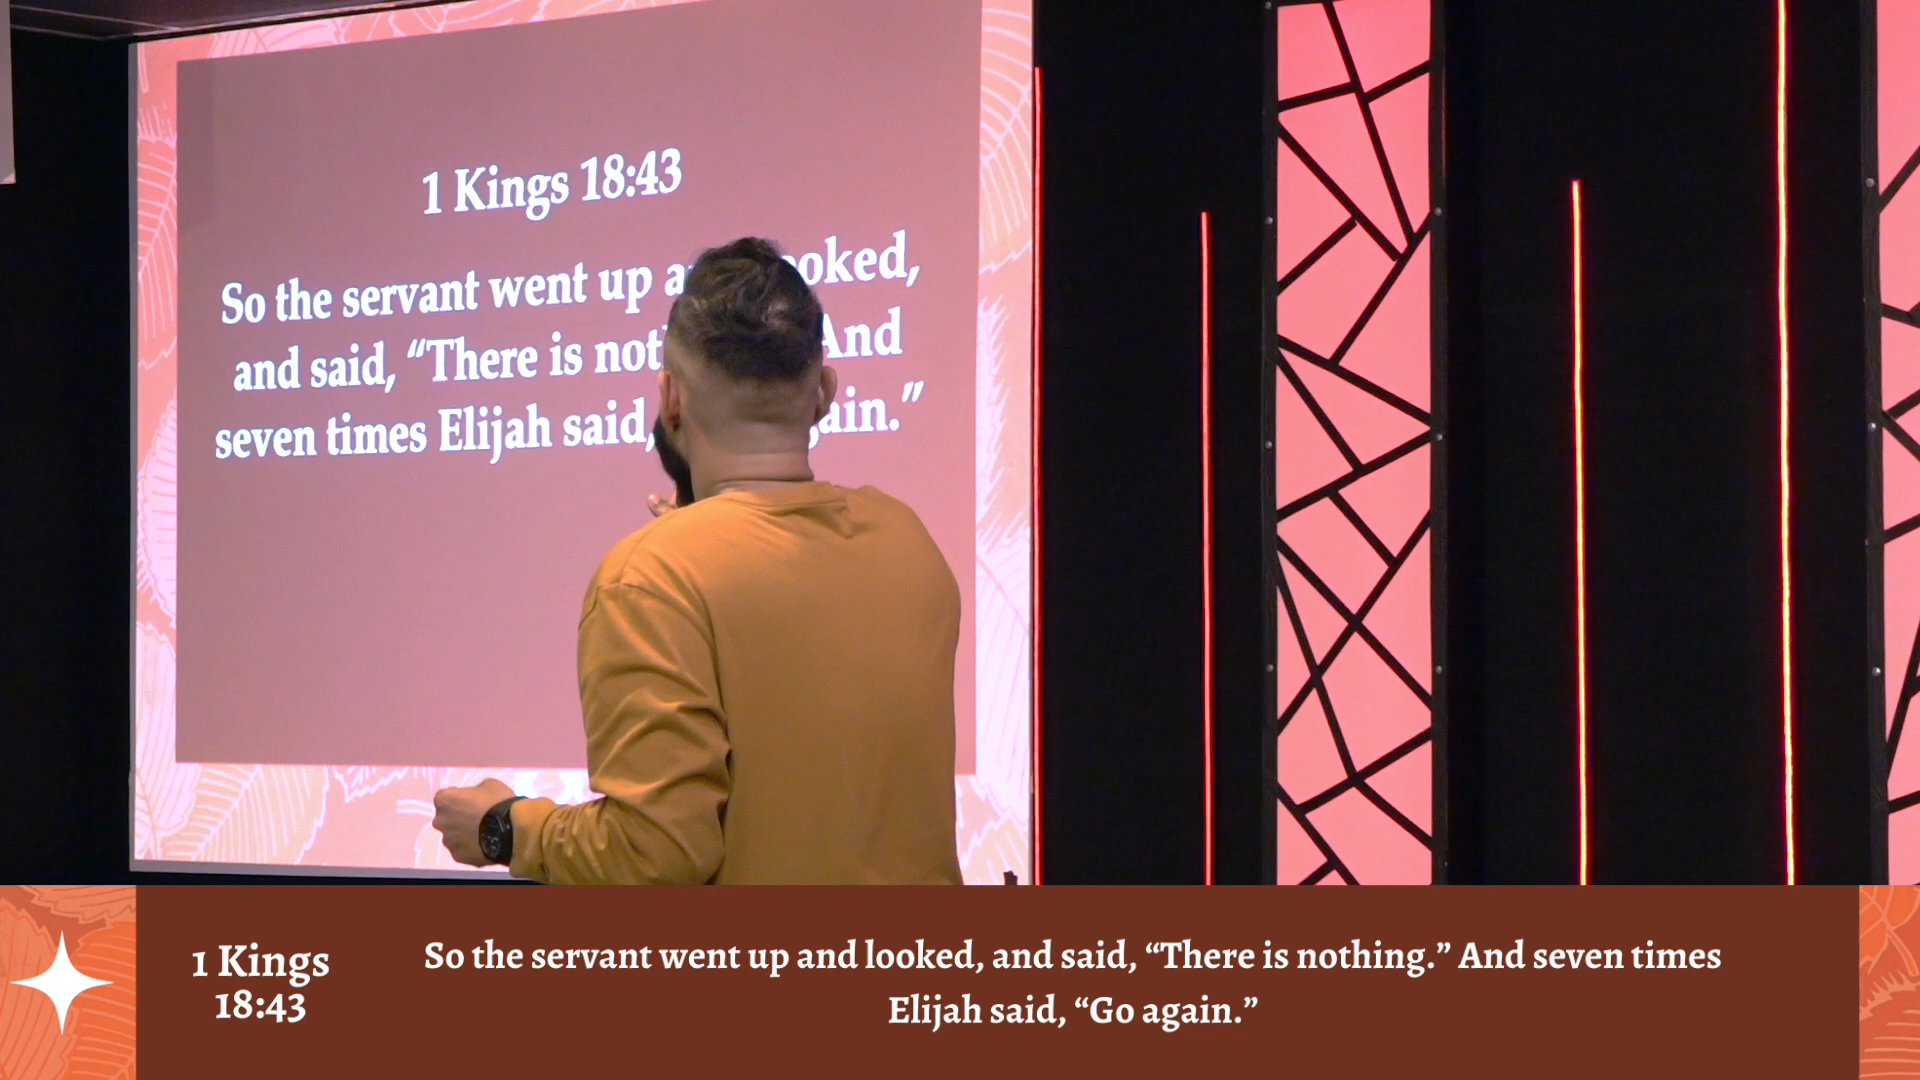 1 Kings 18:43
So the servant went up a ooked,
and said, “There is not And
seven times Elijah said, gain.”
1 Kings
18:43
So the servant went up and looked, and said, “There is nothing.” And seven times
Elijah said, “Go again.”